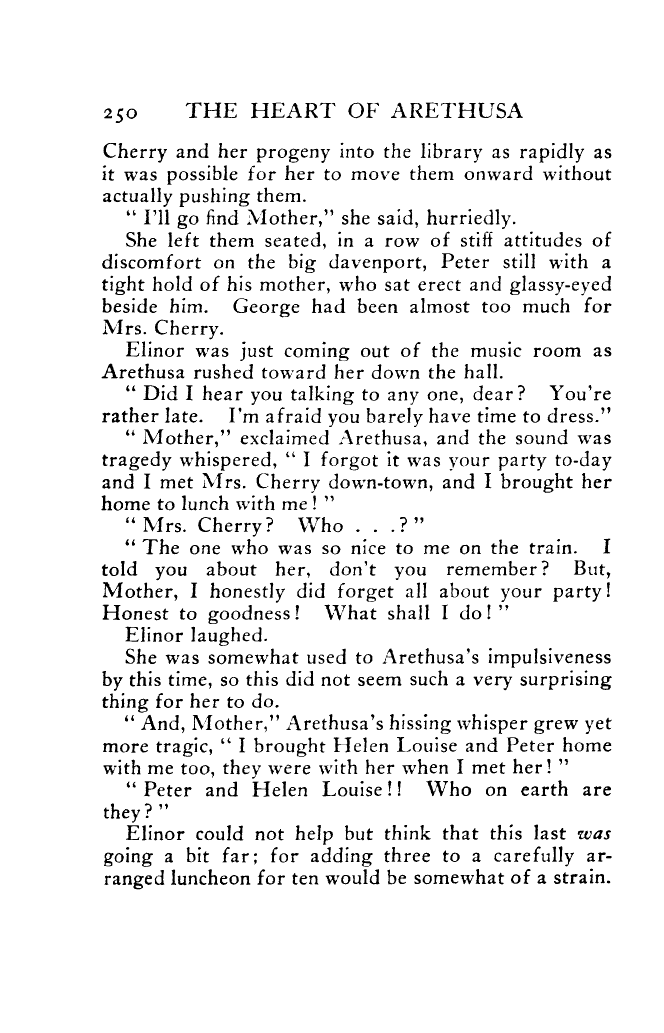 250 THE HEART OF ARETHUSA
Cherry and her progeny into the library as rapidly as
it was possible for her to move them onward without
actually pushing them.
“ I’ll go find Mother,” she said, hurriedly.
She left them seated, in a row of stiff attitudes of
discomfort on the big davenport, Peter still with a
tight hold of his mother, who sat erect and glassy-eyed
beside him. George had been almost too much for
Mrs. Cherry.
Elinor was just coming out of the music room as
Arethusa rushed toward her down the hall.
“ Did I hear you talking to any one, dear? You’re
rather late. I’m afraid you barely have time to dress.”
“ Mother,” exclaimed Arethusa, and the sound was
tragedy whispered, “ I forgot it was your party to-day
and I met Mrs. Cherry down-town, and I brought her
home to lunch with me! ”
“ Mrs. Cherry? Who . . .? ”
“ The one who was so nice to me on the train. I
told you about her, don’t you remember? But,
Mother, I honestly did forget all about your party!
Honest to goodness! What shall I do! ”
Elinor laughed.
She was somewhat used to Arethusa’s impulsiveness
by this time, so this did not seem such a very surprising
thing for her to do.
“ And, Mother,” Arethusa’s hissing whisper grew yet
more tragic, “ I brought Helen Louise and Peter home
with me too, they were with her when I met her! ”
“ Peter and Helen Louise!! Who on earth are
they? ”
Elinor could not help but think that this last was
going a bit far; for adding three to a carefully ar-
ranged luncheon for ten would be somewhat of a strain.